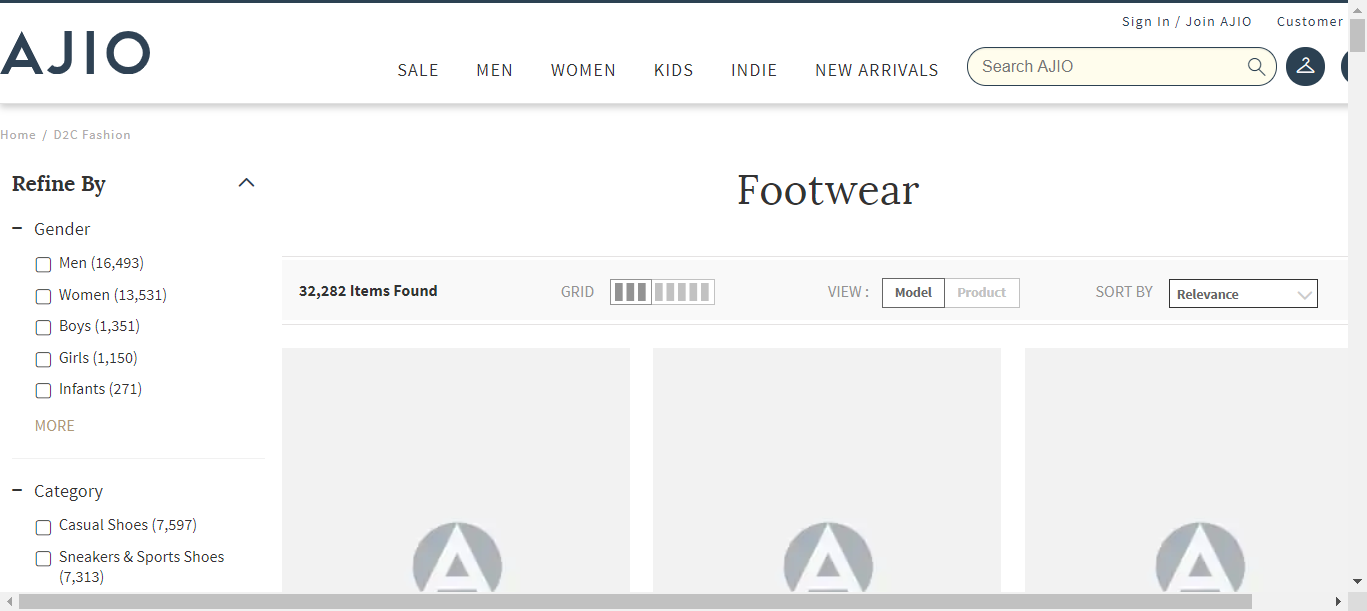 Sign In / Join AJIO Customer
AJIO
SALE MEN WOMEN KIDS INDIE NEW ARRIVALS Search AJIO
Home / D2C Fashion
Refine By
Footwear
Gender
Men (16,493)
Women (13,531)
Boys (1,351)
Girls (1,150)
Infants (271)
MORE
32,282 Items Found GRID VIEW : Model Product SORT BY Relevance
Category
Casual Shoes (7,597)
Sneakers & Sports Shoes
(7,313)